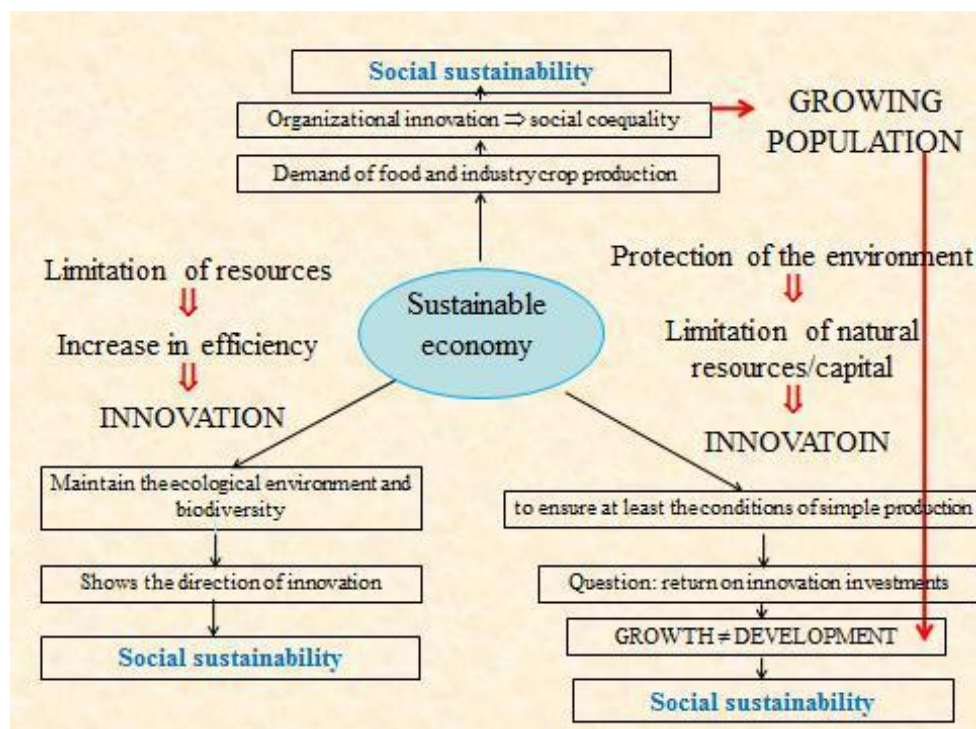 Social sustainability
Organizational innovation ⇒ social coequality
Demand of food and industry crop production
GROWING
POPULATION
Limitation of resources
Increase in efficiency
INNOVATION
Sustainable
economy
Protection of the environment
Limitation of natural
resources/capital
INNOVATOIN
Maintain the ecological environment and
biodiversity
Shows the direction of innovation
Social sustainability
to ensure at least the conditions of simple production
Question: return on innovation investments
GROWTH ≠ DEVELOPMENT
Social sustainability